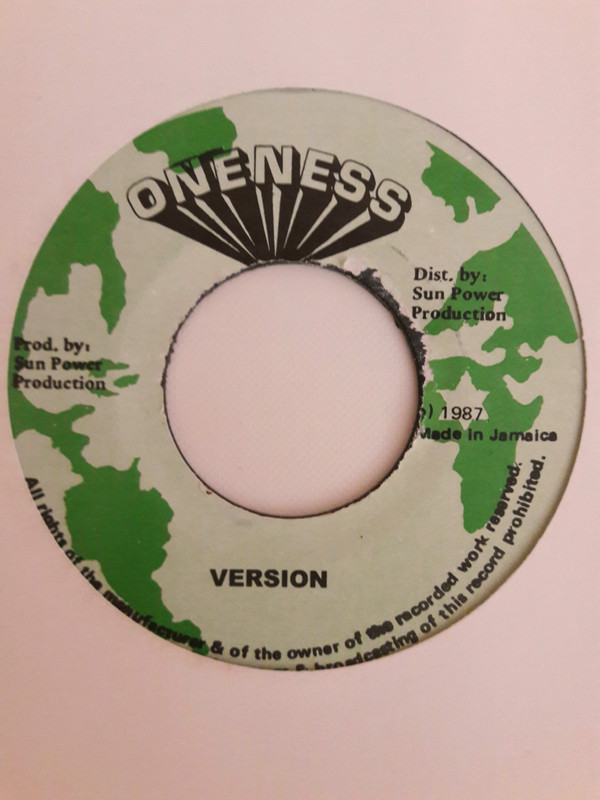 ONENESS
Dist. by:
Sun Power
Production
Prod. by:
Sun Power
Production
) 1987
Made in Jamaica
VERSION
All rights of the manufacturer & of the owner of the recorded work reserved.
& broadcasting of this record prohibited.